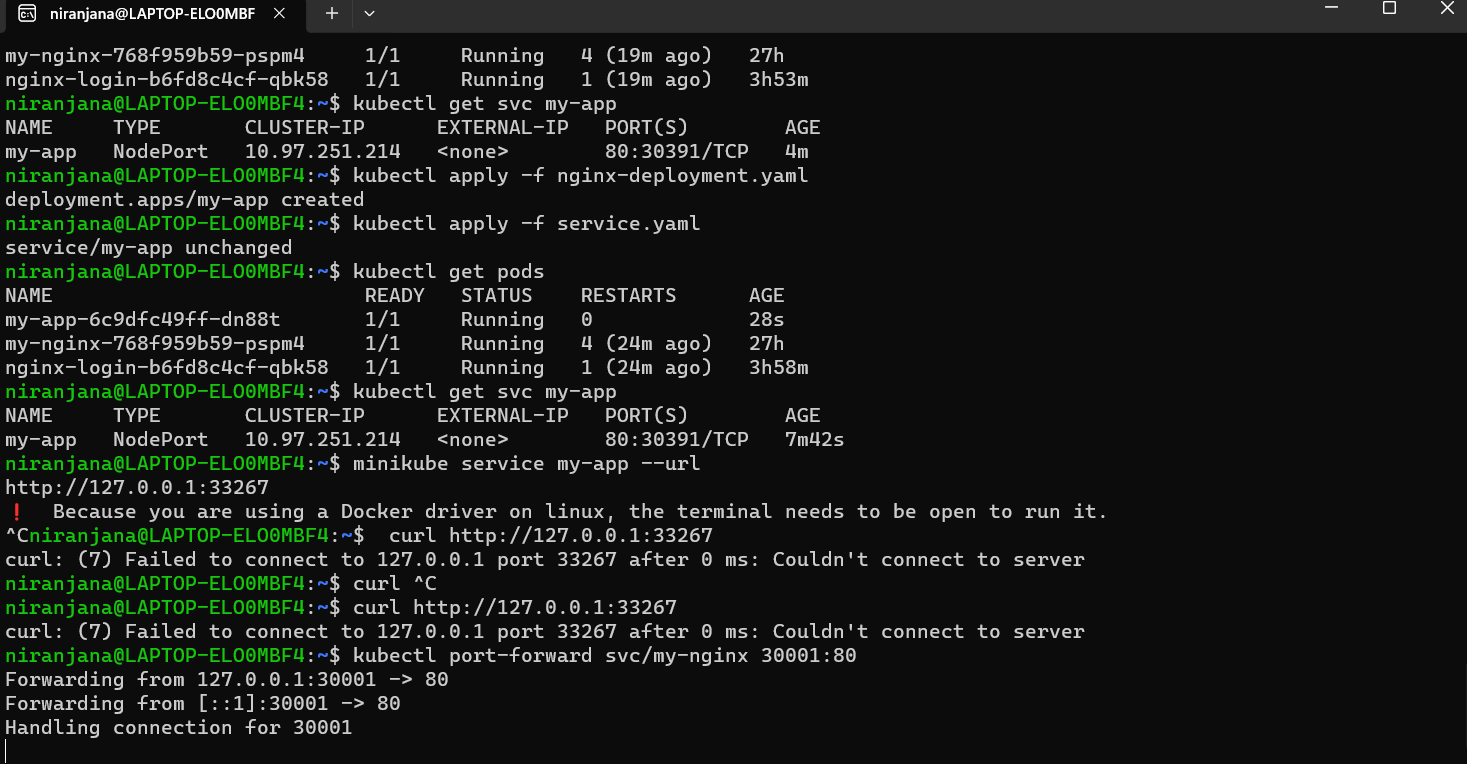 niranjana@LAPTOP-ELO0MBF
my-nginx-768f959b59-pspm4     1/1     Running   4 (19m ago)   27h
nginx-login-b6fd8c4cf-qbk58   1/1     Running   1 (19m ago)   3h53m
niranjana@LAPTOP-ELO0MBF4:~$ kubectl get svc my-app
NAME     TYPE       CLUSTER-IP      EXTERNAL-IP   PORT(S)        AGE
my-app   NodePort   10.97.251.214   <none>        80:30391/TCP   4m
niranjana@LAPTOP-ELO0MBF4:~$ kubectl apply -f nginx-deployment.yaml
deployment.apps/my-app created
niranjana@LAPTOP-ELO0MBF4:~$ kubectl apply -f service.yaml
service/my-app unchanged
niranjana@LAPTOP-ELO0MBF4:~$ kubectl get pods
NAME                          READY   STATUS    RESTARTS      AGE
my-app-6c9dfc49ff-dn88t       1/1     Running   0             28s
my-nginx-768f959b59-pspm4     1/1     Running   4 (24m ago)   27h
nginx-login-b6fd8c4cf-qbk58   1/1     Running   1 (24m ago)   3h58m
niranjana@LAPTOP-ELO0MBF4:~$ kubectl get svc my-app
NAME     TYPE       CLUSTER-IP      EXTERNAL-IP   PORT(S)        AGE
my-app   NodePort   10.97.251.214   <none>        80:30391/TCP   7m42s
niranjana@LAPTOP-ELO0MBF4:~$ minikube service my-app --url
http://127.0.0.1:33267
❗  Because you are using a Docker driver on linux, the terminal needs to be open to run it.
^Cniranjana@LAPTOP-ELO0MBF4:~$  curl http://127.0.0.1:33267
curl: (7) Failed to connect to 127.0.0.1 port 33267 after 0 ms: Couldn't connect to server
niranjana@LAPTOP-ELO0MBF4:~$ curl ^C
niranjana@LAPTOP-ELO0MBF4:~$ curl http://127.0.0.1:33267
curl: (7) Failed to connect to 127.0.0.1 port 33267 after 0 ms: Couldn't connect to server
niranjana@LAPTOP-ELO0MBF4:~$ kubectl port-forward svc/my-nginx 30001:80
Forwarding from 127.0.0.1:30001 -> 80
Forwarding from [::1]:30001 -> 80
Handling connection for 30001